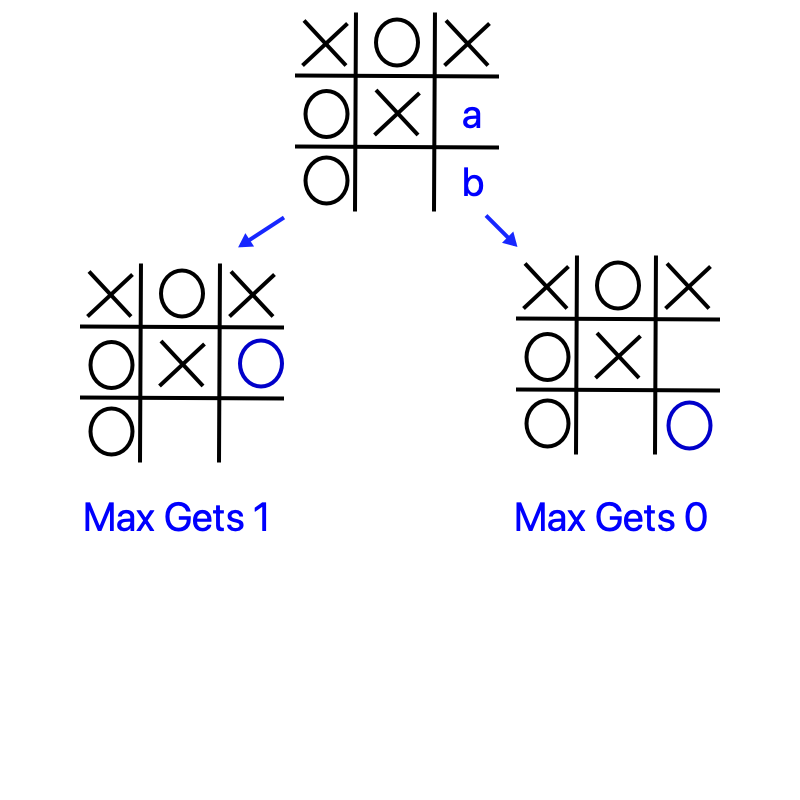 X O X
O X a
O b
X O X
O X O
O
X O X
O X
O O
Max Gets 1
Max Gets 0